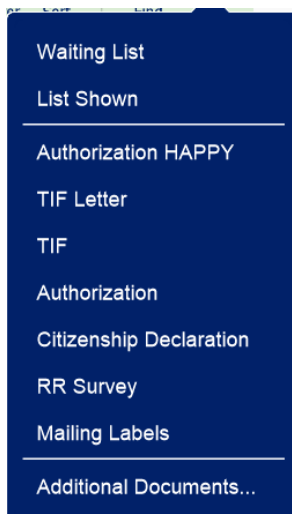 Waiting List
List Shown
Authorization HAPPY
TIF Letter
TIF
Authorization
Citizenship Declaration
RR Survey
Mailing Labels
Additional Documents...